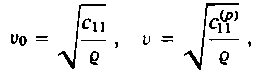 v₀ = √(c₁₁/ϱ) , v = √(c₁₁⁽ᵖ⁾/ϱ) ,